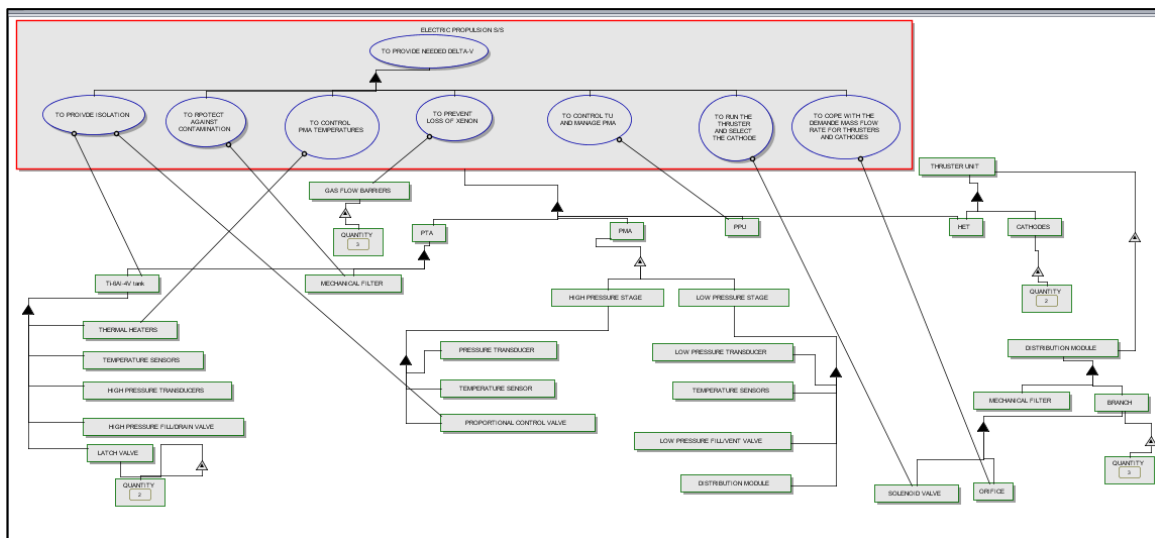 ELECTRIC PROPULSION S/S
TO PROVIDE NEEDED DELTA-V
TO PROIVDE ISOLATION
TO RPOTECT
AGAINST
CONTAMINATION
TO CONTROL
PMA TEMPERATURES
TO PREVENT
LOSS OF XENON
TO CONTROL TU
AND MANAGE PMA
TO RUN THE
THRUSTER
AND SELECT
THE CATHODE
TO COPE WITH THE
DEMANDE MASS FLOW
RATE FOR THRUSTERS
AND CATHODES
THRUSTER UNIT
GAS FLOW BARRIERS
QUANTITY
3
PTA
PMA
PPU
HET
CATHODES
QUANTITY
2
Ti-6Al-4V tank
MECHANICAL FILTER
HIGH PRESSURE STAGE
LOW PRESSURE STAGE
THERMAL HEATERS
TEMPERATURE SENSORS
HIGH PRESSURE TRANSDUCERS
HIGH PRESSURE FILL/DRAIN VALVE
LATCH VALVE
QUANTITY
2
PRESSURE TRANSDUCER
TEMPERATURE SENSOR
PROPORTIONAL CONTROL VALVE
LOW PRESSURE TRANSDUCER
TEMPERATURE SENSORS
LOW PRESSURE FILL/VENT VALVE
DISTRIBUTION MODULE
DISTRIBUTION MODULE
MECHANICAL FILTER
BRANCH
QUANTITY
3
SOLENOID VALVE
ORIFICE